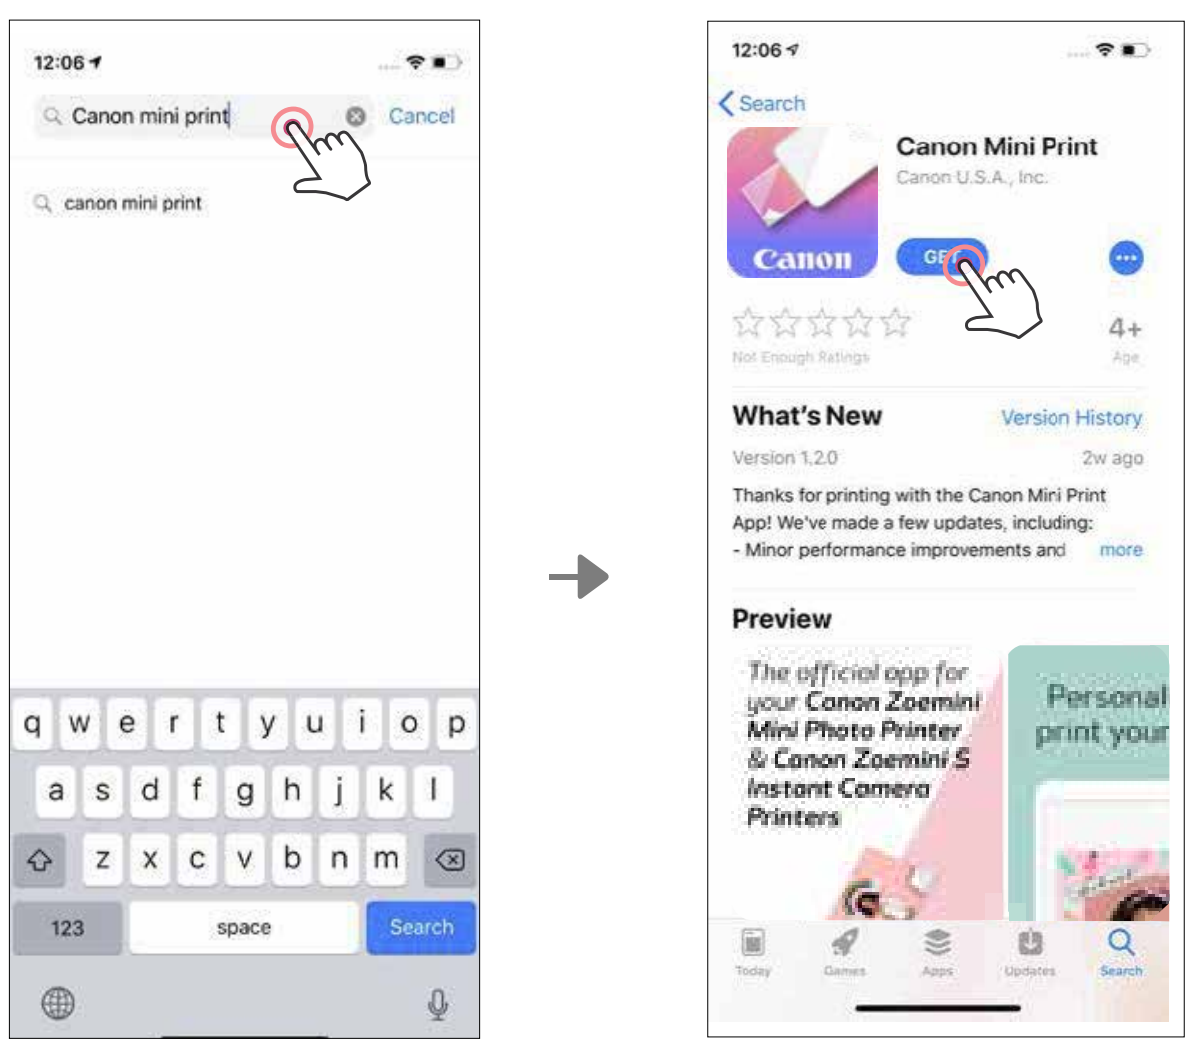 12:06
Canon mini print
Cancel
canon mini print
q w e r t y u i o p
a s d f g h j k l
z x c v b n m
123 space Search
12:06
Search
Canon Mini Print
Canon U.S.A., Inc.
Canon
GET
Not Enough Ratings
4+
Age
What's New
Version History
Version 1.2.0
2w ago
Thanks for printing with the Canon Mini Print
App! We've made a few updates, including:
- Minor performance improvements and more
Preview
The official app for
your Canon Zoemini
Mini Photo Printer
& Canon Zoemini S
Instant Camera
Printers
Personal
print your
Today Games Apps Updates Search